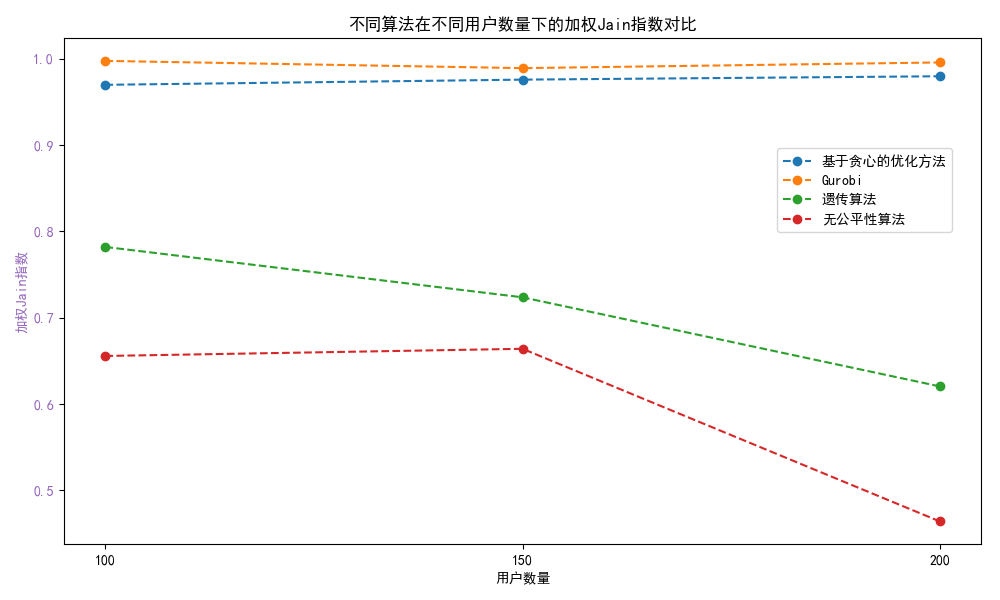 不同算法在不同用户数量下的加权Jain指数对比
1.0
0.9
0.8
0.7
0.6
0.5
加权Jain指数
基于贪心的优化方法
Gurobi
遗传算法
无公平性算法
100
150
200
用户数量